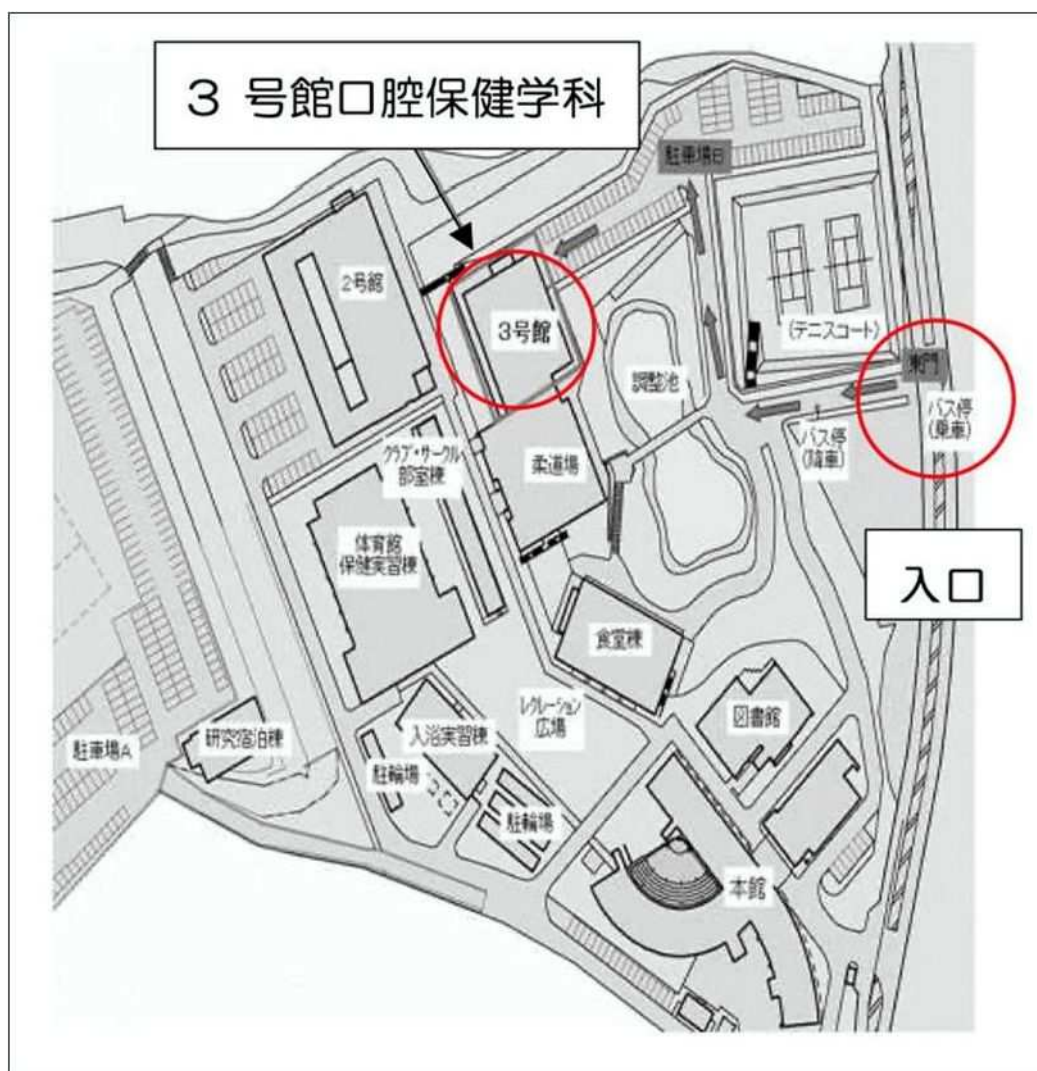 3 号館口腔保健学科
駐車場B
2号館
3号館
(テニスコート)
東門
調整池
バス停
(降車)
バス停
(乗車)
クラブ・サークル
部室棟
柔道場
体育館
保健実習棟
入口
食堂棟
図書館
レクレーション
広場
研究宿泊棟
入浴実習棟
駐車場A
駐輪場
駐輪場
本館